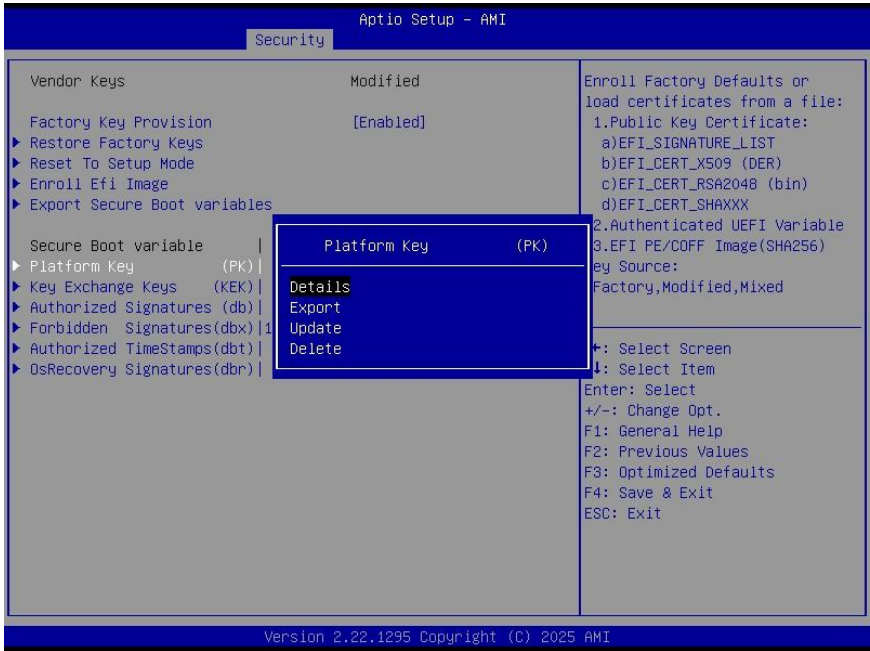 Aptio Setup – AMI
Security
Vendor Keys Modified
Factory Key Provision [Enabled]
Restore Factory Keys
Reset To Setup Mode
Enroll Efi Image
Export Secure Boot variables
Secure Boot variable |
Platform Key (PK)|
Key Exchange Keys (KEK)|
Authorized Signatures (db)|
Forbidden Signatures(dbx)|1
Authorized TimeStamps(dbt)|
OsRecovery Signatures(dbr)|
Platform Key (PK)
Details
Export
Update
Delete
Enroll Factory Defaults or
load certificates from a file:
1.Public Key Certificate:
a)EFI_SIGNATURE_LIST
b)EFI_CERT_X509 (DER)
c)EFI_CERT_RSA2048 (bin)
d)EFI_CERT_SHAXXX
2.Authenticated UEFI Variable
3.EFI PE/COFF Image(SHA256)
ey Source:
Factory,Modified,Mixed
: Select Screen
: Select Item
Enter: Select
+/-: Change Opt.
F1: General Help
F2: Previous Values
F3: Optimized Defaults
F4: Save & Exit
ESC: Exit
Version 2.22.1295 Copyright (C) 2025 AMI